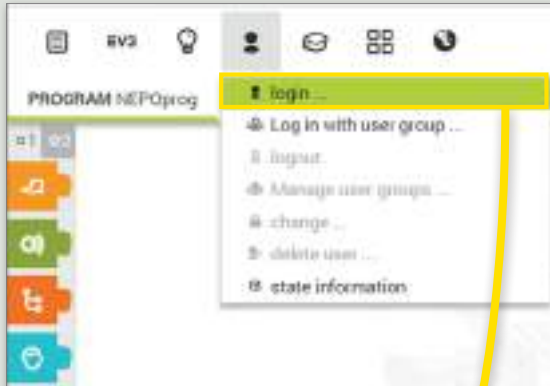 EV3
PROGRAM NEPOprog
login ...
Log in with user group ...
logout
Manage user groups ...
change ...
delete user ...
state information